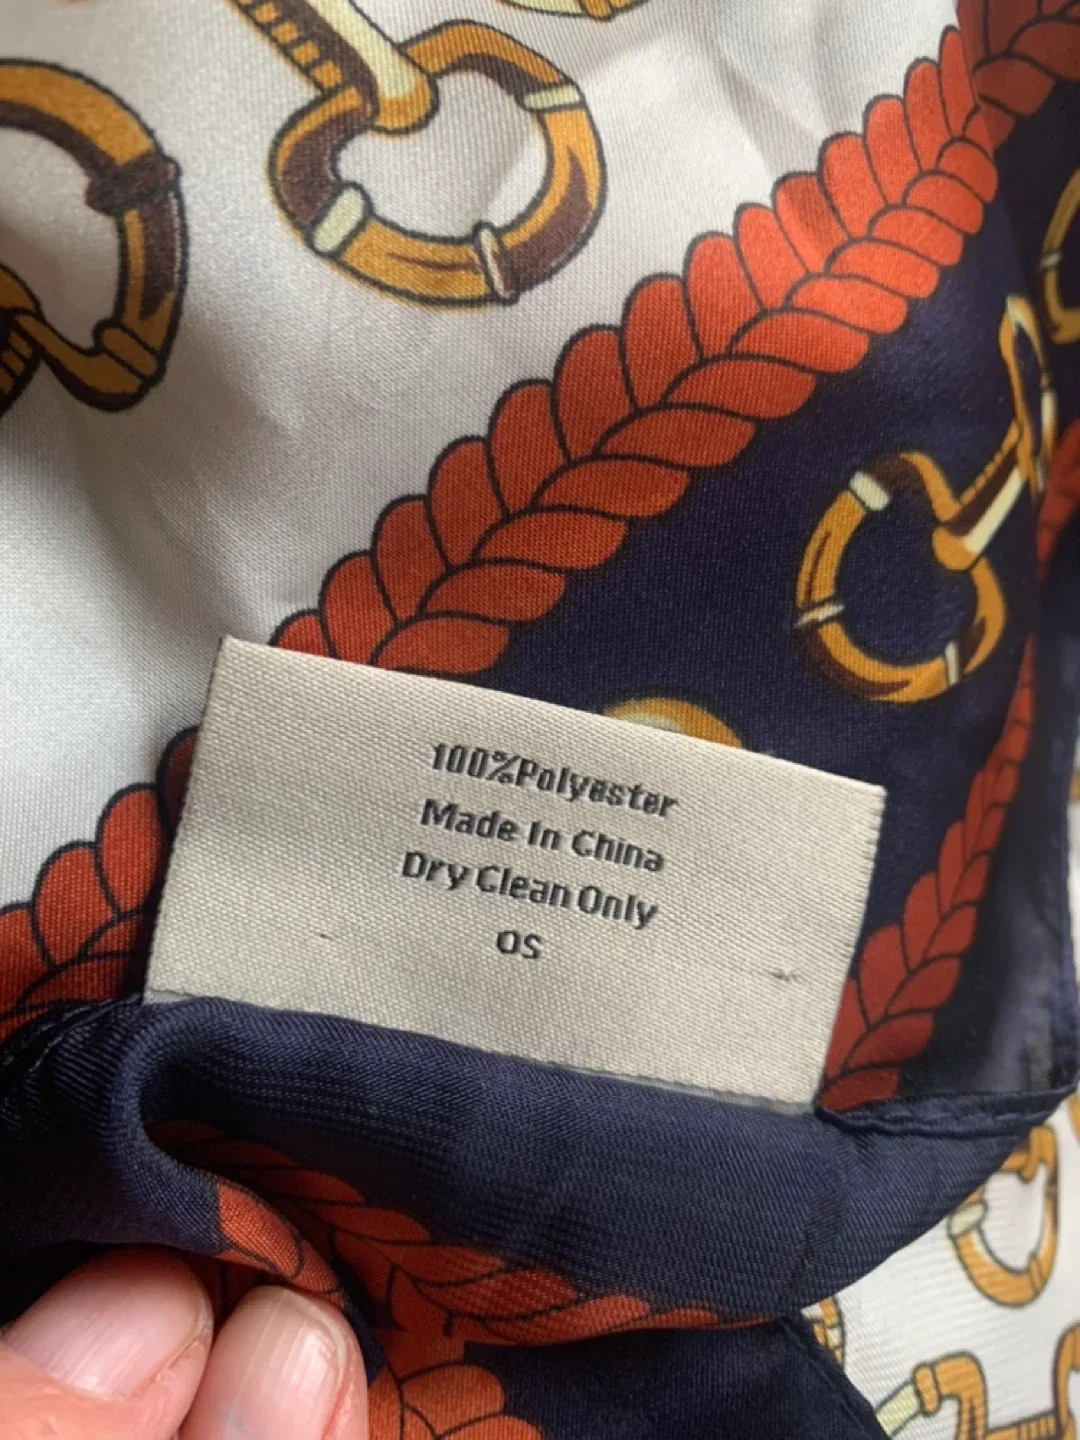 100%Polyester
Made In China
Dry Clean Only
OS